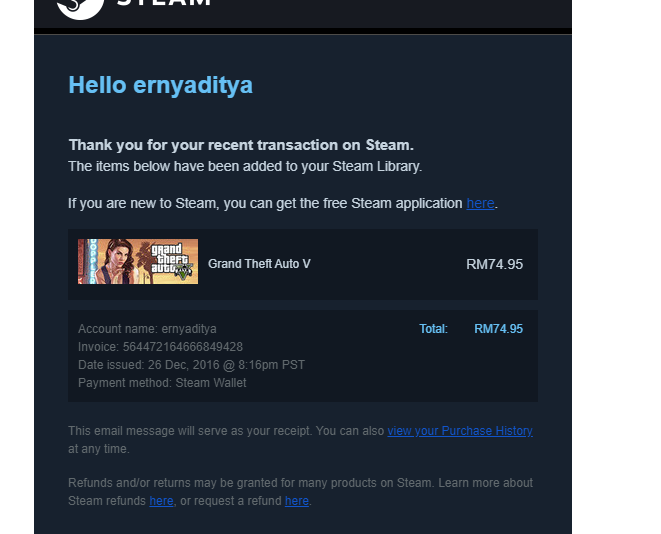 STEAM
Hello ernyaditya
Thank you for your recent transaction on Steam.
The items below have been added to your Steam Library.
If you are new to Steam, you can get the free Steam application here.
grand
theft
auto V
Grand Theft Auto V
RM74.95
Account name: ernyaditya
Total: RM74.95
Invoice: 564472164666849428
Date issued: 26 Dec, 2016 @ 8:16pm PST
Payment method: Steam Wallet
This email message will serve as your receipt. You can also view your Purchase History
at any time.
Refunds and/or returns may be granted for many products on Steam. Learn more about
Steam refunds here, or request a refund here.